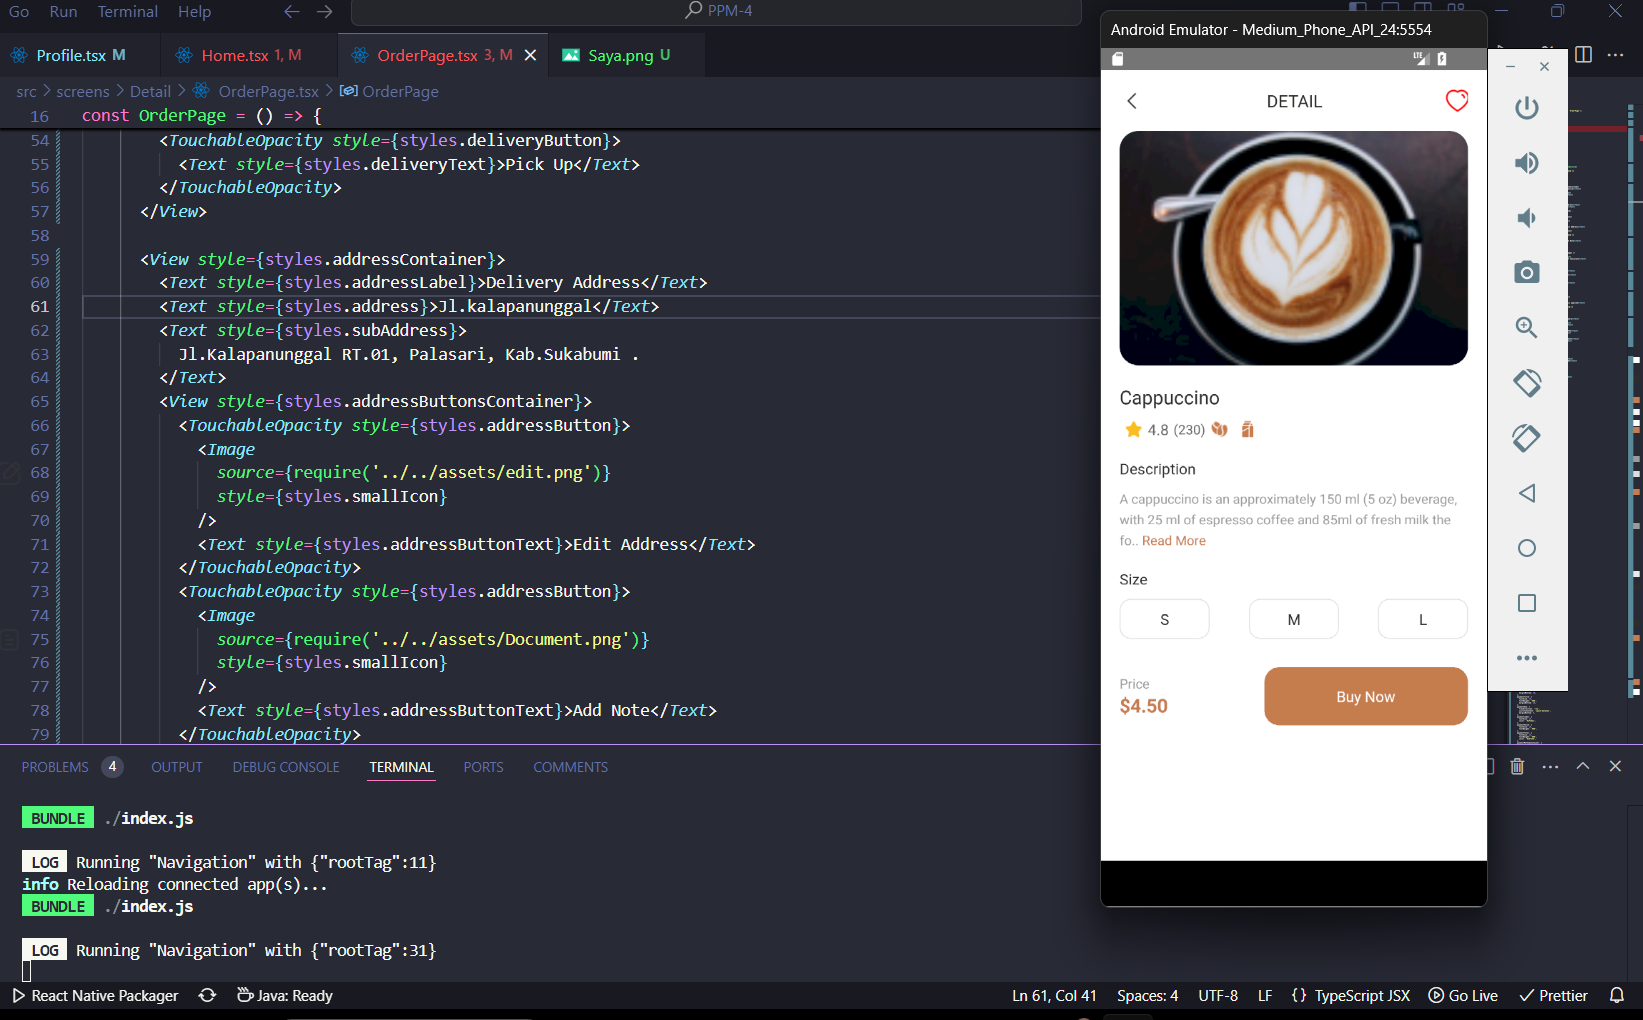 Go Run Terminal Help
PPM-4
Profile.tsx M
Home.tsx 1, M
OrderPage.tsx 3, M
Saya.png U
src > screens > Detail > OrderPage.tsx > OrderPage
16 const OrderPage = () => {
54 <TouchableOpacity style={styles.deliveryButton}>
55 <Text style={styles.deliveryText}>Pick Up</Text>
56 </TouchableOpacity>
57 </View>
58
59 <View style={styles.addressContainer}>
60 <Text style={styles.addressLabel}>Delivery Address</Text>
61 <Text style={styles.address}>Jl.kalapanunggal</Text>
62 <Text style={styles.subAddress}>
63 Jl.Kalapanunggal RT.01, Palasari, Kab.Sukabumi .
64 </Text>
65 <View style={styles.addressButtonsContainer}>
66 <TouchableOpacity style={styles.addressButton}>
67 <Image
68 source={require('../../assets/edit.png')}
69 style={styles.smallIcon}
70 />
71 <Text style={styles.addressButtonText}>Edit Address</Text>
72 </TouchableOpacity>
73 <TouchableOpacity style={styles.addressButton}>
74 <Image
75 source={require('../../assets/Document.png')}
76 style={styles.smallIcon}
77 />
78 <Text style={styles.addressButtonText}>Add Note</Text>
79 </TouchableOpacity>
PROBLEMS 4 OUTPUT DEBUG CONSOLE TERMINAL PORTS COMMENTS
BUNDLE ./index.js
LOG Running "Navigation" with {"rootTag":11}
info Reloading connected app(s)...
BUNDLE ./index.js
LOG Running "Navigation" with {"rootTag":31}
React Native Packager
Java: Ready
Ln 61, Col 41
Spaces: 4
UTF-8
LF
{} TypeScript JSX
Go Live
Prettier
Android Emulator - Medium_Phone_API_24:5554
LTE
DETAIL
Cappuccino
4.8 (230)
Description
A cappuccino is an approximately 150 ml (5 oz) beverage,
with 25 ml of espresso coffee and 85ml of fresh milk the
fo.. Read More
Size
S M L
Price
$4.50
Buy Now